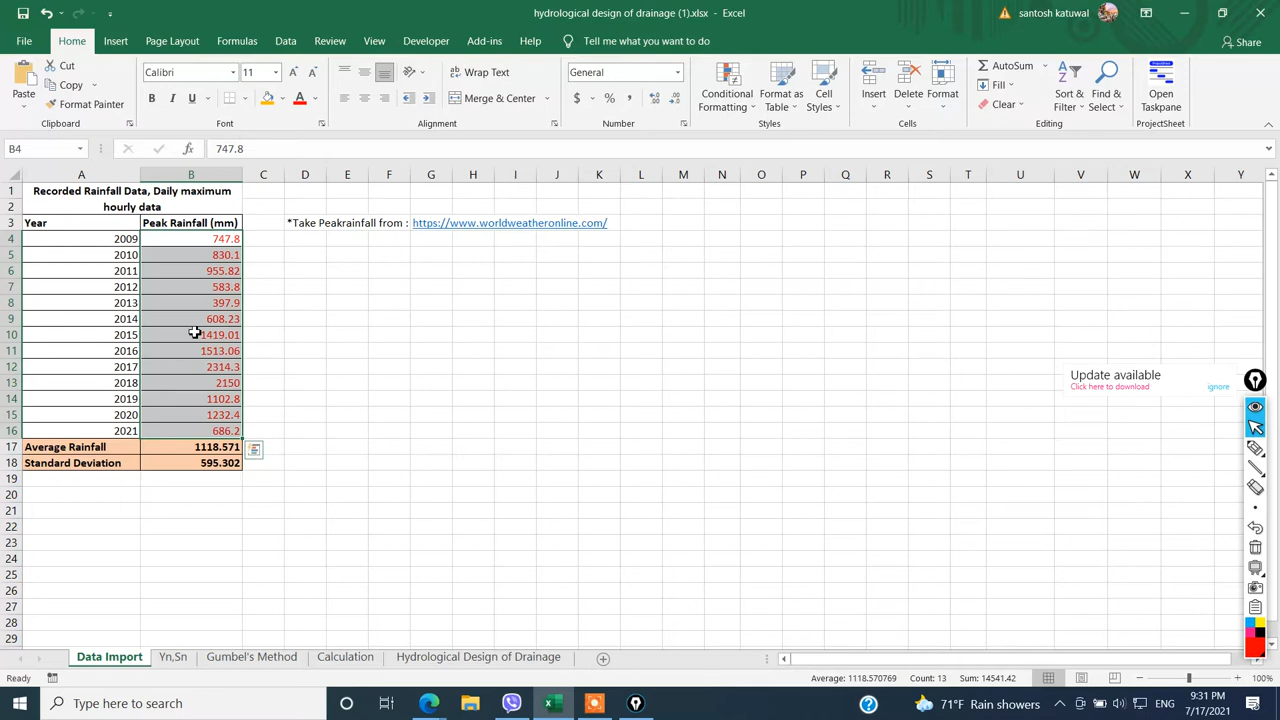 hydrological design of drainage (1).xlsx - Excel
santosh katuwal
File Home Insert Page Layout Formulas Data Review View Developer Add-ins Help Tell me what you want to do Share
Cut
Copy
Format Painter
Paste
Clipboard
Calibri 11
B I U
Font
Wrap Text
Merge & Center
Alignment
General
$ % ,
Number
Conditional Formatting
Format as Table
Cell Styles
Styles
Insert Delete Format
Cells
AutoSum
Fill
Clear
Sort & Filter
Find & Select
Editing
Open Taskpane
ProjectSheet
B4 fx 747.8
A B C D E F G H I J K L M N O P Q R S T U V W X Y
1 Recorded Rainfall Data, Daily maximum
2 hourly data
3 Year Peak Rainfall (mm) *Take Peakrainfall from : https://www.worldweatheronline.com/
4 2009 747.8
5 2010 830.1
6 2011 955.82
7 2012 583.8
8 2013 397.9
9 2014 608.23
10 2015 1419.01
11 2016 1513.06
12 2017 2314.3
13 2018 2150
14 2019 1102.8
15 2020 1232.4
16 2021 686.2
17 Average Rainfall 1118.571
18 Standard Deviation 595.302
19
20
21
22
23
24
25
26
27
28
29
Update available
Click here to download ignore
Data Import Yn,Sn Gumbel's Method Calculation Hydrological Design of Drainage
Ready Average: 1118.570769 Count: 13 Sum: 14541.42 100%
Type here to search
71°F Rain showers
ENG
9:31 PM
7/17/2021